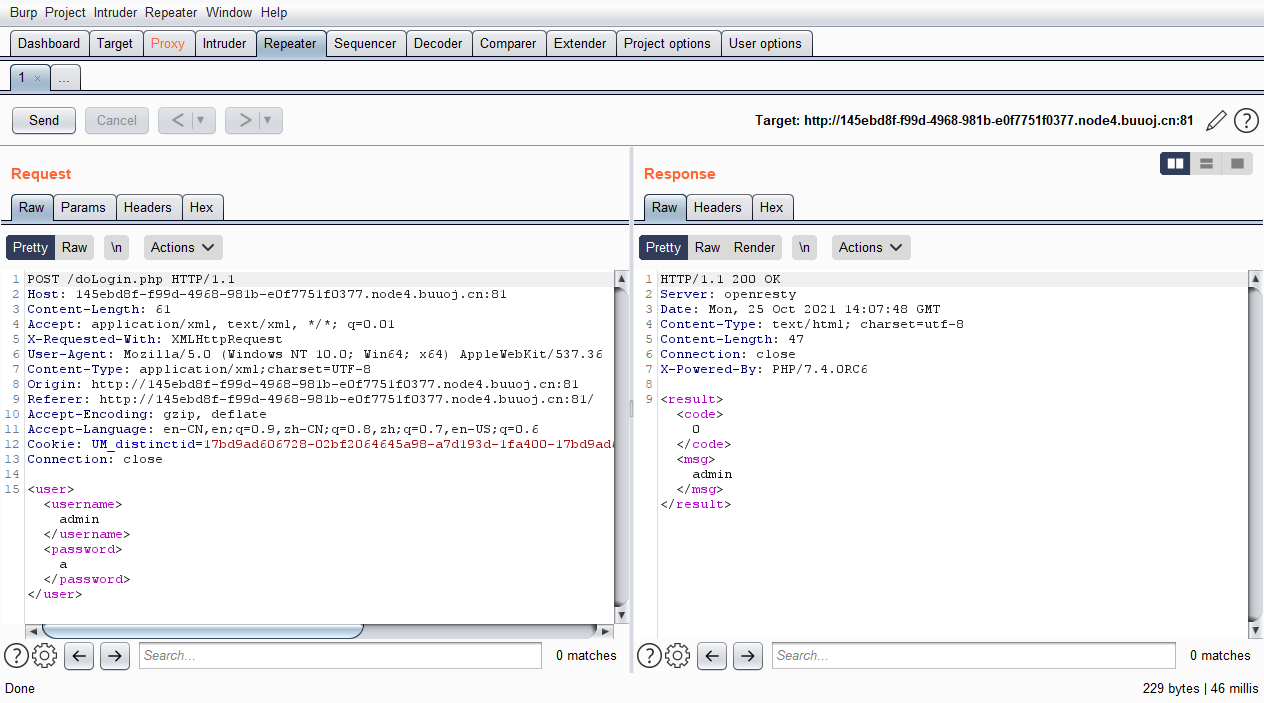 Burp Project Intruder Repeater Window Help
Dashboard Target Proxy Intruder Repeater Sequencer Decoder Comparer Extender Project options User options
1 × ...
Send Cancel < > Target: http://145ebd8f-f99d-4968-981b-e0f7751f0377.node4.buuoj.cn:81 ?
Request
Raw Params Headers Hex
Pretty Raw \n Actions
1 POST /doLogin.php HTTP/1.1
2 Host: 145ebd8f-f99d-4968-981b-e0f7751f0377.node4.buuoj.cn:81
3 Content-Length: 61
4 Accept: application/xml, text/xml, */*; q=0.01
5 X-Requested-With: XMLHttpRequest
6 User-Agent: Mozilla/5.0 (Windows NT 10.0; Win64; x64) AppleWebKit/537.36
7 Content-Type: application/xml;charset=UTF-8
8 Origin: http://145ebd8f-f99d-4968-981b-e0f7751f0377.node4.buuoj.cn:81
9 Referer: http://145ebd8f-f99d-4968-981b-e0f7751f0377.node4.buuoj.cn:81/
10 Accept-Encoding: gzip, deflate
11 Accept-Language: en-CN,en;q=0.9,zh-CN;q=0.8,zh;q=0.7,en-US;q=0.6
12 Cookie: UM_distinctid=17bd9ad606728-02bf2064645a98-a7d193d-1fa400-17bd9ad
13 Connection: close
14
15 <user>
<username>
admin
</username>
<password>
a
</password>
</user>
? Search... 0 matches
Response
Raw Headers Hex
Pretty Raw Render \n Actions
1 HTTP/1.1 200 OK
2 Server: openresty
3 Date: Mon, 25 Oct 2021 14:07:48 GMT
4 Content-Type: text/html; charset=utf-8
5 Content-Length: 47
6 Connection: close
7 X-Powered-By: PHP/7.4.0RC6
8
9 <result>
<code>
0
</code>
<msg>
admin
</msg>
</result>
? Search... 0 matches
Done 229 bytes | 46 millis